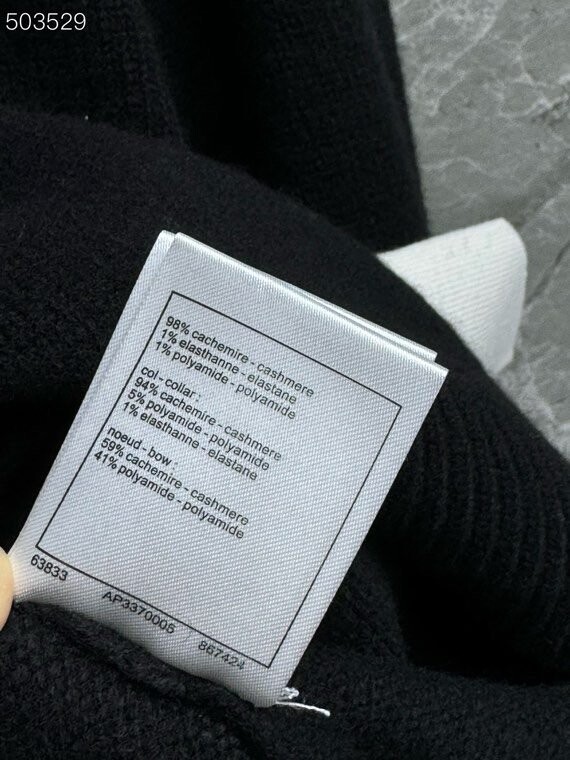 503529
98% cachemire - cashmere
1% elasthanne - elastane
1% polyamide - polyamide
col - collar :
94% cachemire - cashmere
5% polyamide - polyamide
1% elasthanne - elastane
noeud - bow :
59% cachemire - cashmere
41% polyamide - polyamide
63833 AP3370006 867424